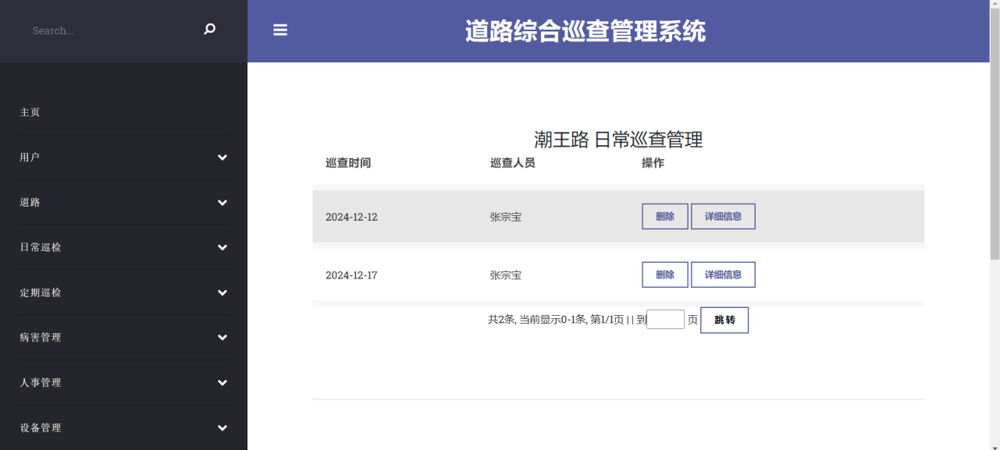 Search...
道路综合巡查管理系统
主页
用户
道路
日常巡检
定期巡检
病害管理
人事管理
设备管理
潮王路 日常巡查管理
巡查时间 巡查人员 操作
2024-12-12 张宗宝 删除 详细信息
2024-12-17 张宗宝 删除 详细信息
共2条, 当前显示0-1条, 第1/1页 | | 到 页 跳转